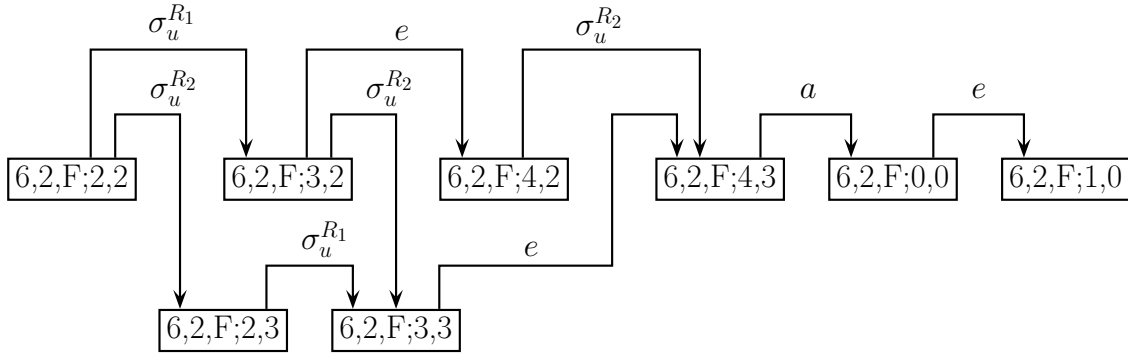 σ_u^{R_1} e σ_u^{R_2}
σ_u^{R_2} σ_u^{R_2} a e
6,2,F;2,2 6,2,F;3,2 6,2,F;4,2 6,2,F;4,3 6,2,F;0,0 6,2,F;1,0
σ_u^{R_1} e
6,2,F;2,3 6,2,F;3,3